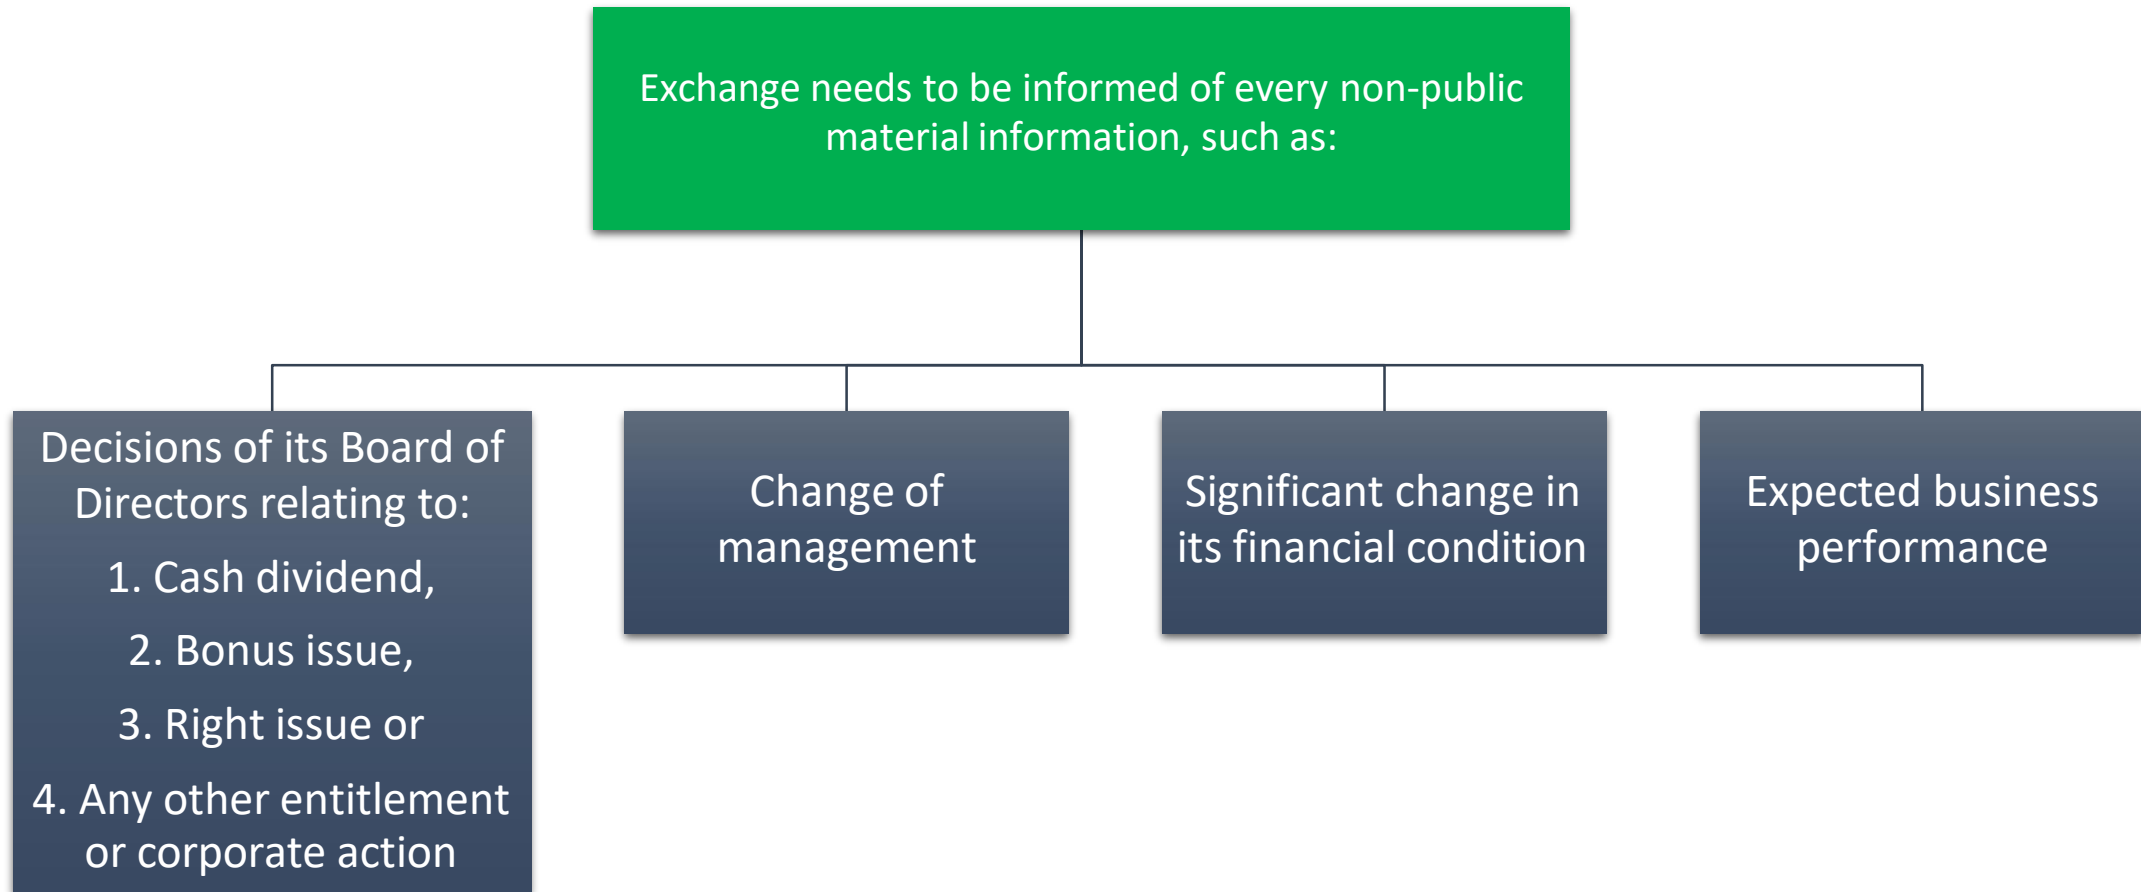 Exchange needs to be informed of every non-public
material information, such as:
Decisions of its Board of
Directors relating to:
1. Cash dividend,
2. Bonus issue,
3. Right issue or
4. Any other entitlement
or corporate action
Change of
management
Significant change in
its financial condition
Expected business
performance